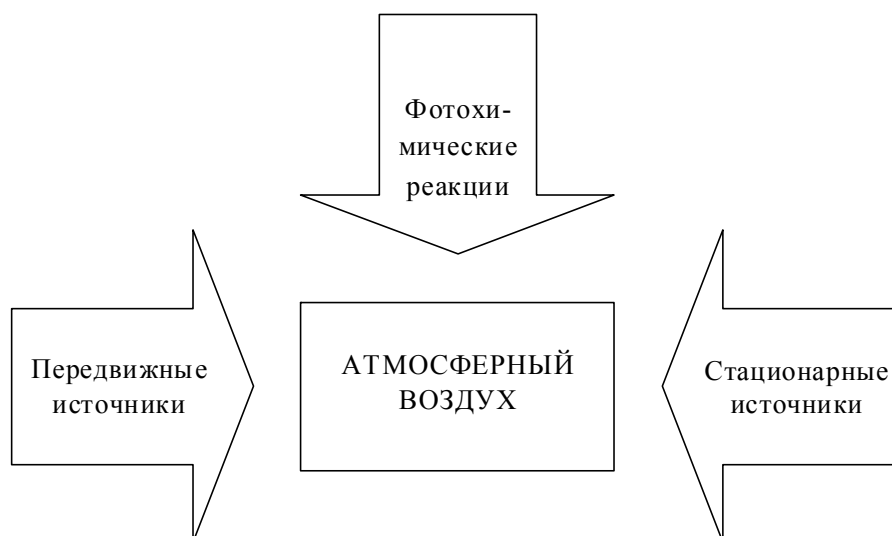 Фотохи-
мические
реакции
Передвижные
источники
АТМОСФЕРНЫЙ
ВОЗДУХ
Стационарные
источники